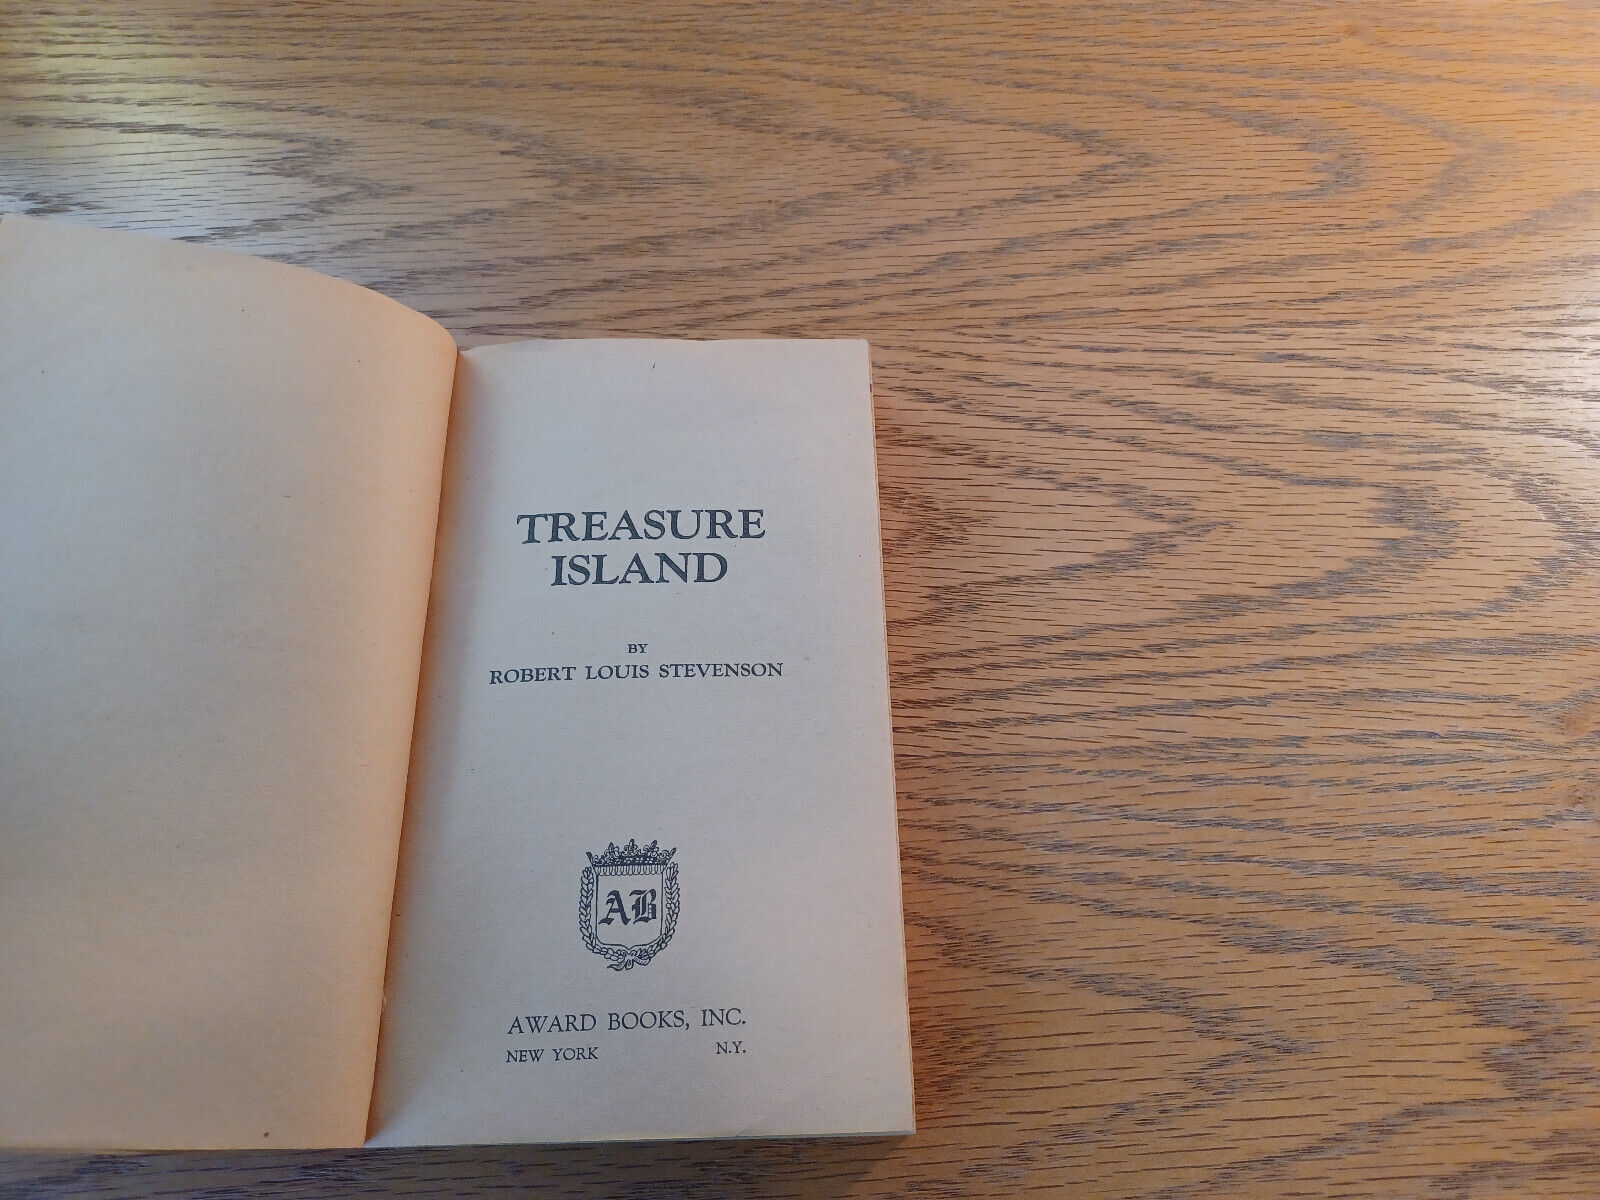 TREASURE
ISLAND
BY
ROBERT LOUIS STEVENSON
AB
AWARD BOOKS, INC.
NEW YORK N.Y.